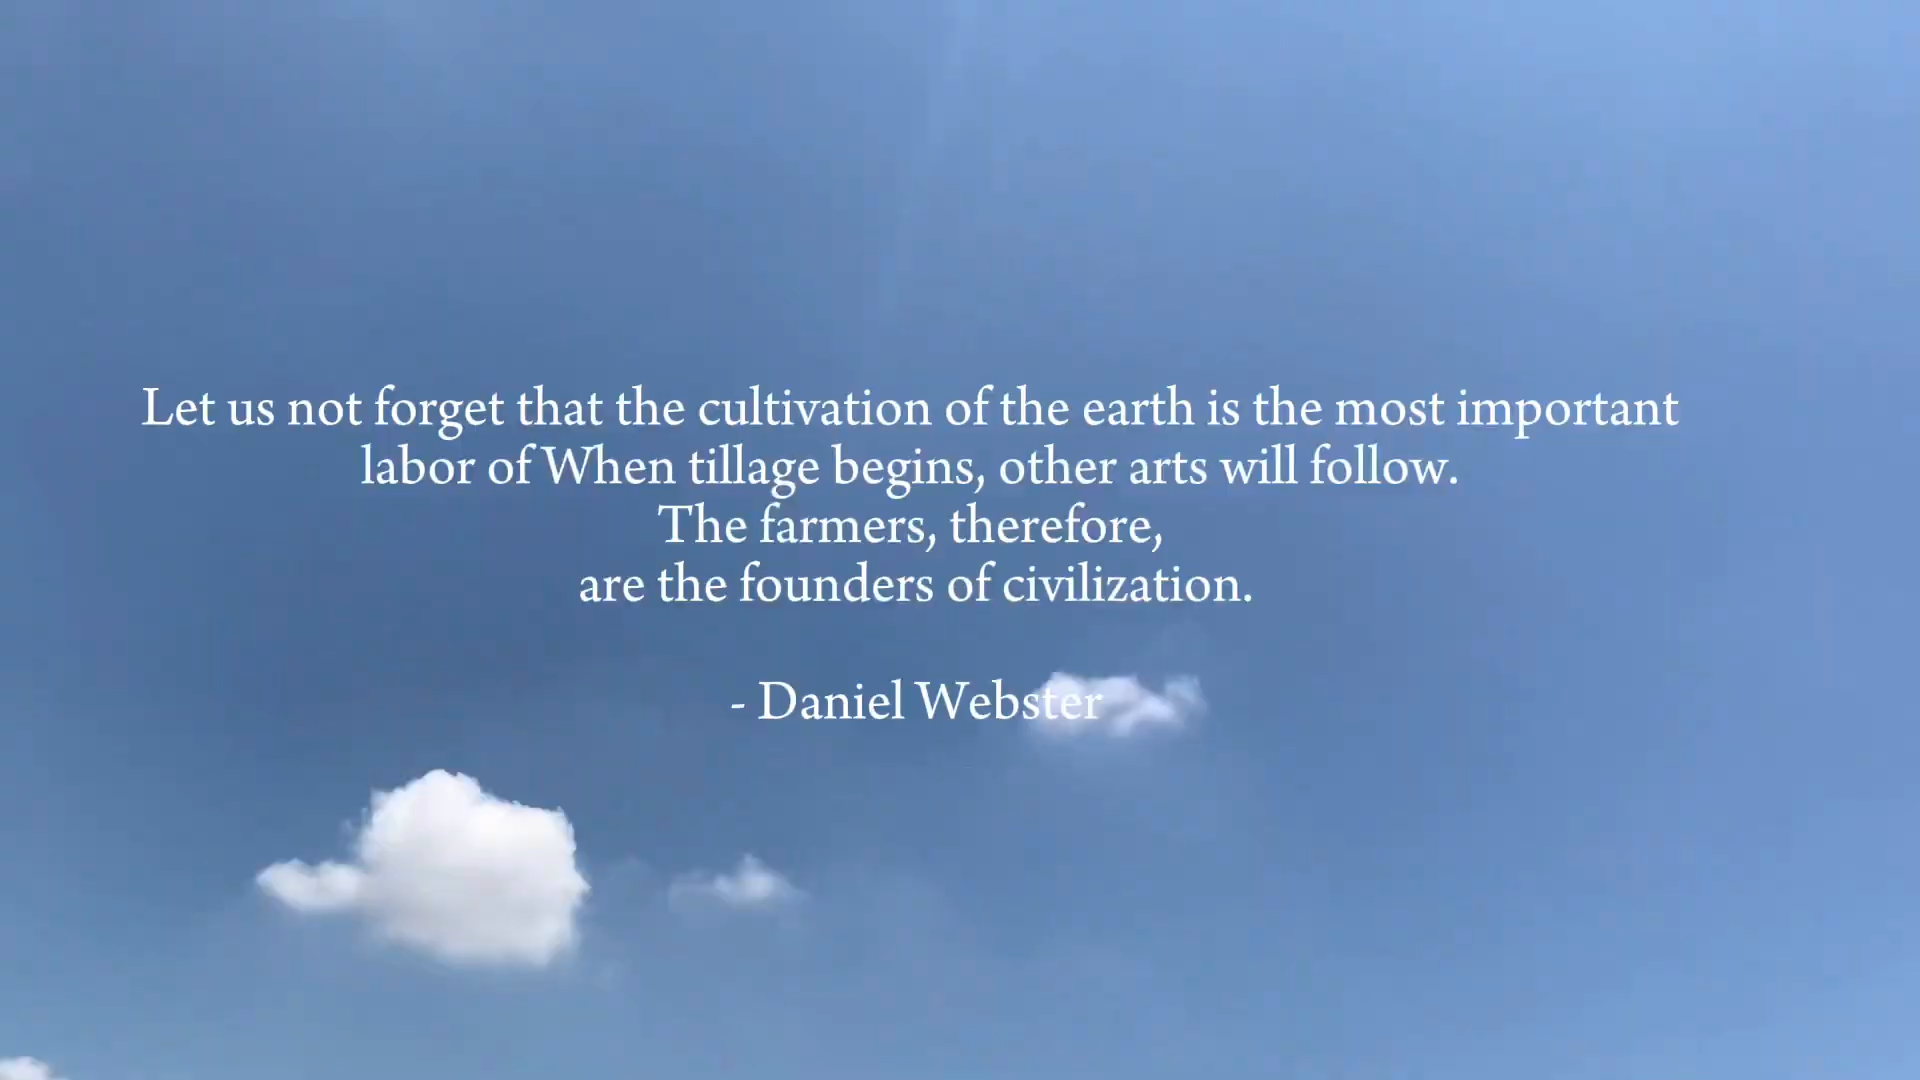 Let us not forget that the cultivation of the earth is the most important
labor of When tillage begins, other arts will follow.
The farmers, therefore,
are the founders of civilization.
- Daniel Webster